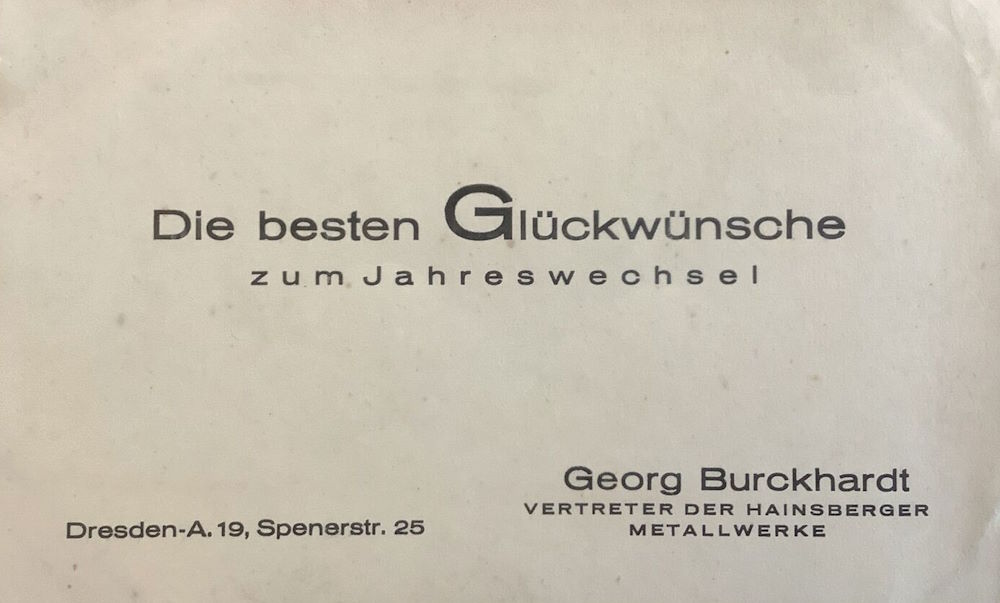 Die besten Glückwünsche
zum Jahreswechsel
Georg Burckhardt
VERTRETER DER HAINSBERGER
METALLWERKE
Dresden-A. 19, Spenerstr. 25